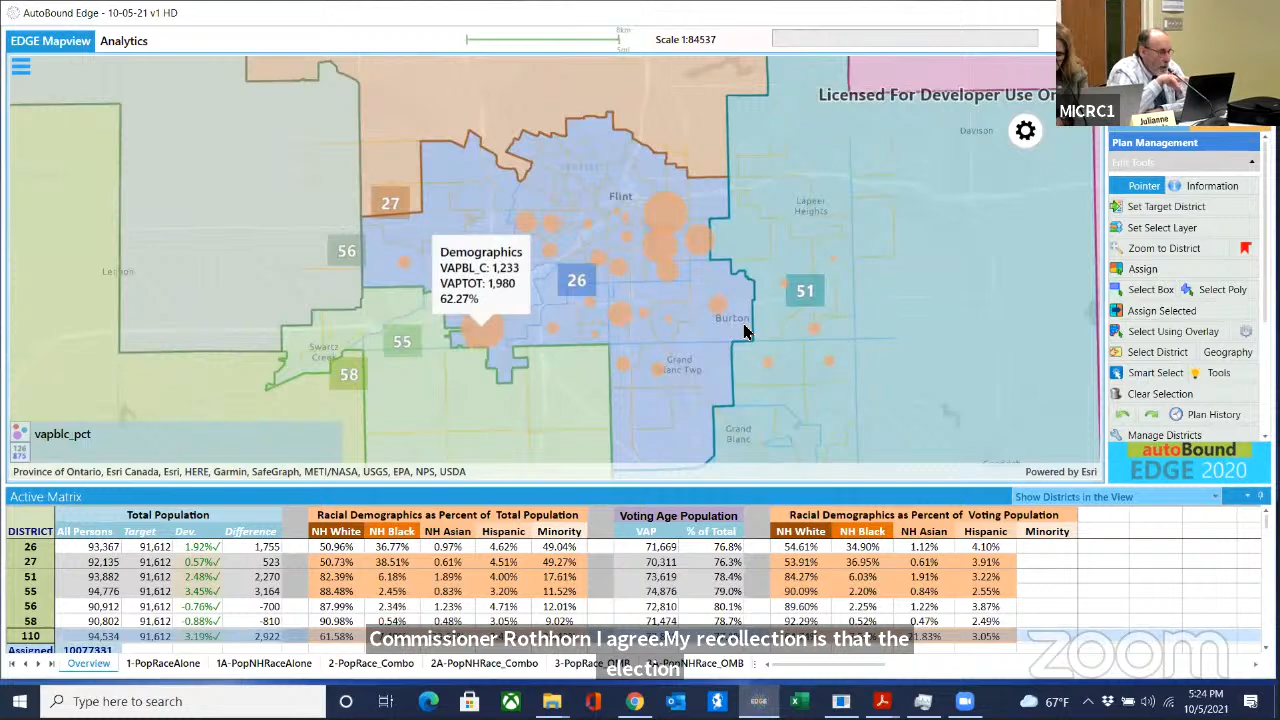 AutoBound Edge - 10-05-21 v1 HD
EDGE Mapview Analytics
8km
5mi
Scale 1:84537
Licensed For Developer Use On
MICRC1
Julianne
Davison
27
Flint
Lapeer
Heights
56
Demographics
VAPBL_C: 1,233
VAPTOT: 1,980
62.27%
26
51
Burton
55
Swartz
Creek
58
Grand
Blanc Twp
Grand
Blanc
vapblc_pct
Province of Ontario, Esri Canada, Esri, HERE, Garmin, SafeGraph, METI/NASA, USGS, EPA, NPS, USDA
Powered by Esri
Plan Management
Edit Tools
Pointer Information
Set Target District
Set Select Layer
Zoom to District
Assign
Select Box Select Poly
Assign Selected
Select Using Overlay
Select District Geography
Smart Select Tools
Clear Selection
Plan History
Manage Districts
autoBound
EDGE 2020
Active Matrix
Show Districts in the View
Total Population Racial Demographics as Percent of Total Population Voting Age Population Racial Demographics as Percent of Voting Population
DISTRICT All Persons Target Dev. Difference NH White NH Black NH Asian Hispanic Minority VAP % of Total NH White NH Black NH Asian Hispanic Minority
26 93,367 91,612 1.92%✓ 1,755 50.96% 36.77% 0.97% 4.62% 49.04% 71,669 76.8% 54.61% 34.90% 1.12% 4.10%
27 92,135 91,612 0.57%✓ 523 50.73% 38.51% 0.61% 4.51% 49.27% 70,311 76.3% 53.91% 36.95% 0.61% 3.91%
51 93,882 91,612 2.48%✓ 2,270 82.39% 6.18% 1.89% 4.00% 17.61% 73,619 78.4% 84.27% 6.03% 1.91% 3.22%
55 94,776 91,612 3.45%✓ 3,164 88.48% 2.45% 0.83% 3.20% 11.52% 74,876 79.0% 90.09% 2.20% 0.84% 2.55%
56 90,912 91,612 -0.76%✓ -700 87.99% 2.34% 1.23% 4.71% 12.01% 72,810 80.1% 89.60% 2.25% 1.22% 3.87%
58 90,802 91,612 -0.88%✓ -810 90.98% 0.54% 0.48% 3.05% 9.02% 71,474 78.7% 92.29% 0.52% 0.47% 2.49%
110 94,534 91,612 3.19%✓ 2,922 61.58% 21.83% 3.05%
Assigned 10077331
Commissioner Rothhorn I agree.My recollection is that the
election
Overview 1-PopRaceAlone 1A-PopNHRaceAlone 2-PopRace_Combo 2A-PopNHRace_Combo 3-PopRace_OMB 3A-PopNHRace_OMB
zoom
Type here to search
EDGE
67°F
5:24 PM
10/5/2021